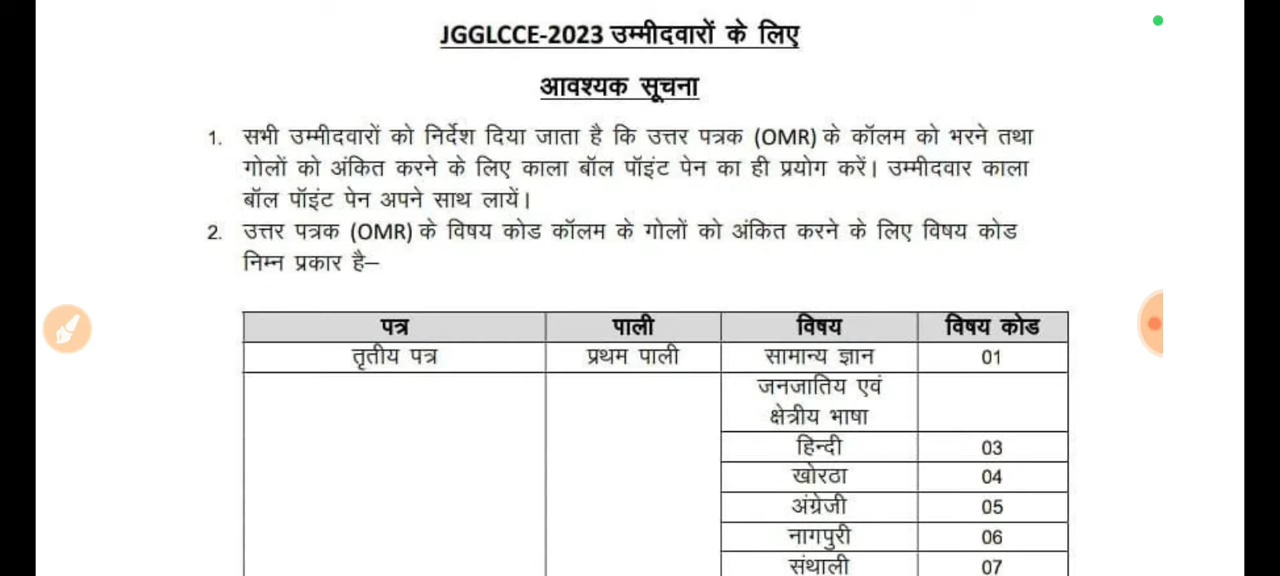 JGGLCCE-2023 उम्मीदवारों के लिए
आवश्यक सूचना
1. सभी उम्मीदवारों को निर्देश दिया जाता है कि उत्तर पत्रक (OMR) के कॉलम को भरने तथा
गोलों को अंकित करने के लिए काला बॉल पॉइंट पेन का ही प्रयोग करें। उम्मीदवार काला
बॉल पॉइंट पेन अपने साथ लायें।
2. उत्तर पत्रक (OMR) के विषय कोड कॉलम के गोलों को अंकित करने के लिए विषय कोड
निम्न प्रकार है–
पत्र पाली विषय विषय कोड
तृतीय पत्र प्रथम पाली सामान्य ज्ञान 01
जनजातिय एवं
क्षेत्रीय भाषा
हिन्दी 03
खोरठा 04
अंग्रेजी 05
नागपुरी 06
संथाली 07